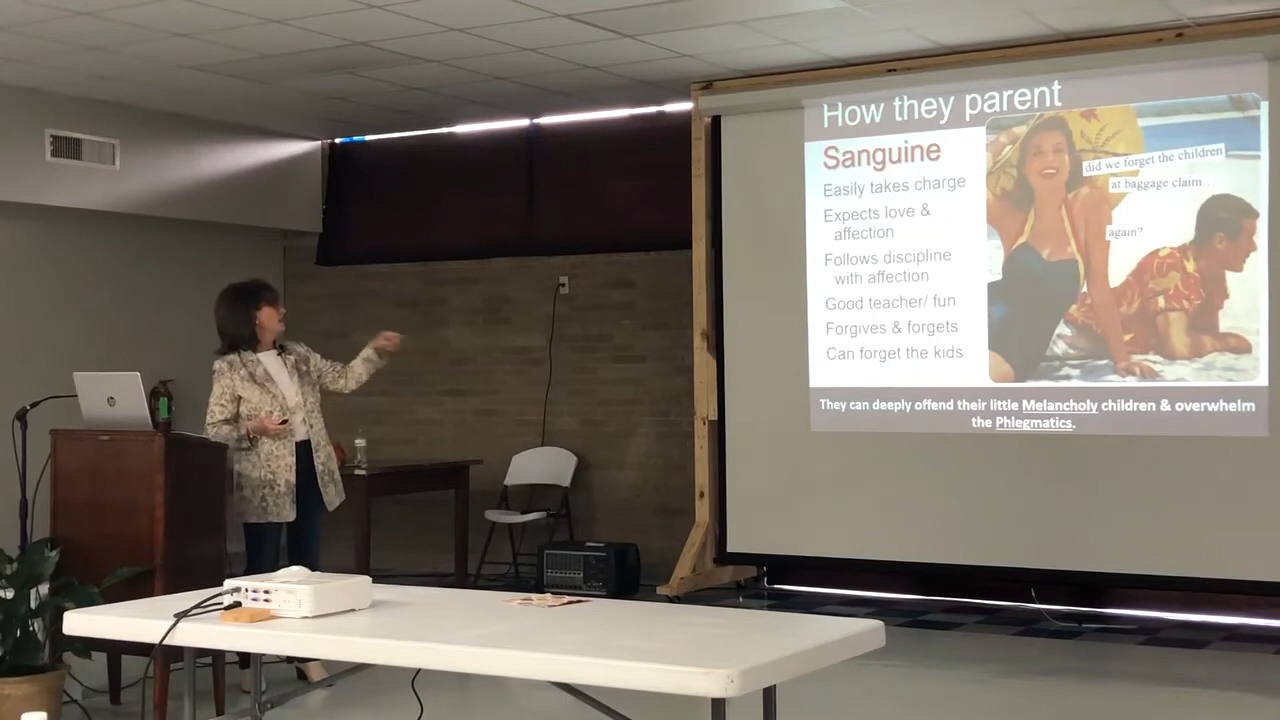 How they parent
Sanguine
Easily takes charge
Expects love &
affection
Follows discipline
with affection
Good teacher/ fun
Forgives & forgets
Can forget the kids
did we forget the children
at baggage claim...
again?
They can deeply offend their little Melancholy children & overwhelm
the Phlegmatics.
hp